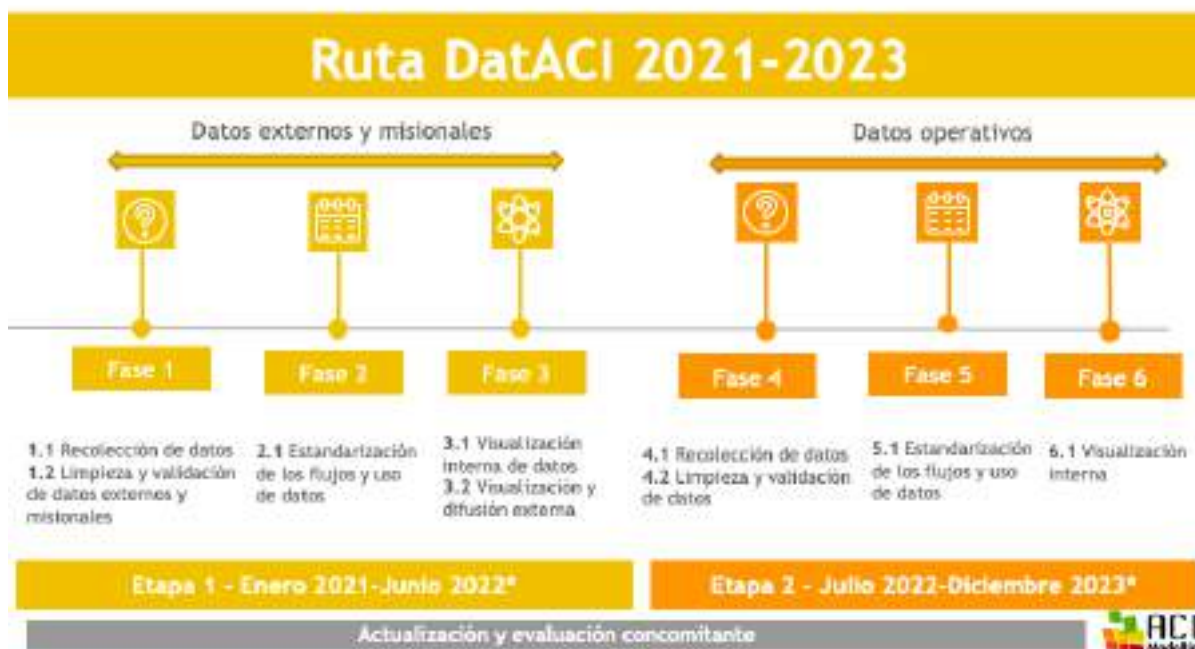 Ruta DatACI 2021-2023
Datos externos y misionales
Datos operativos
Fase 1
Fase 2
Fase 3
Fase 4
Fase 5
Fase 6
1.1 Recolección de datos
1.2 Limpieza y validación
de datos externos y
misionales
2.1 Estandarización
de los flujos y uso
de datos
3.1 Visualización
interna de datos
3.2 Visualización y
difusión externa
4.1 Recolección de datos
4.2 Limpieza y validación
de datos
5.1 Estandarización
de los flujos y uso
de datos
6.1 Visualización
interna
Etapa 1 - Enero 2021-Junio 2022*
Etapa 2 - Julio 2022-Diciembre 2023*
Actualización y evaluación concomitante
ACI